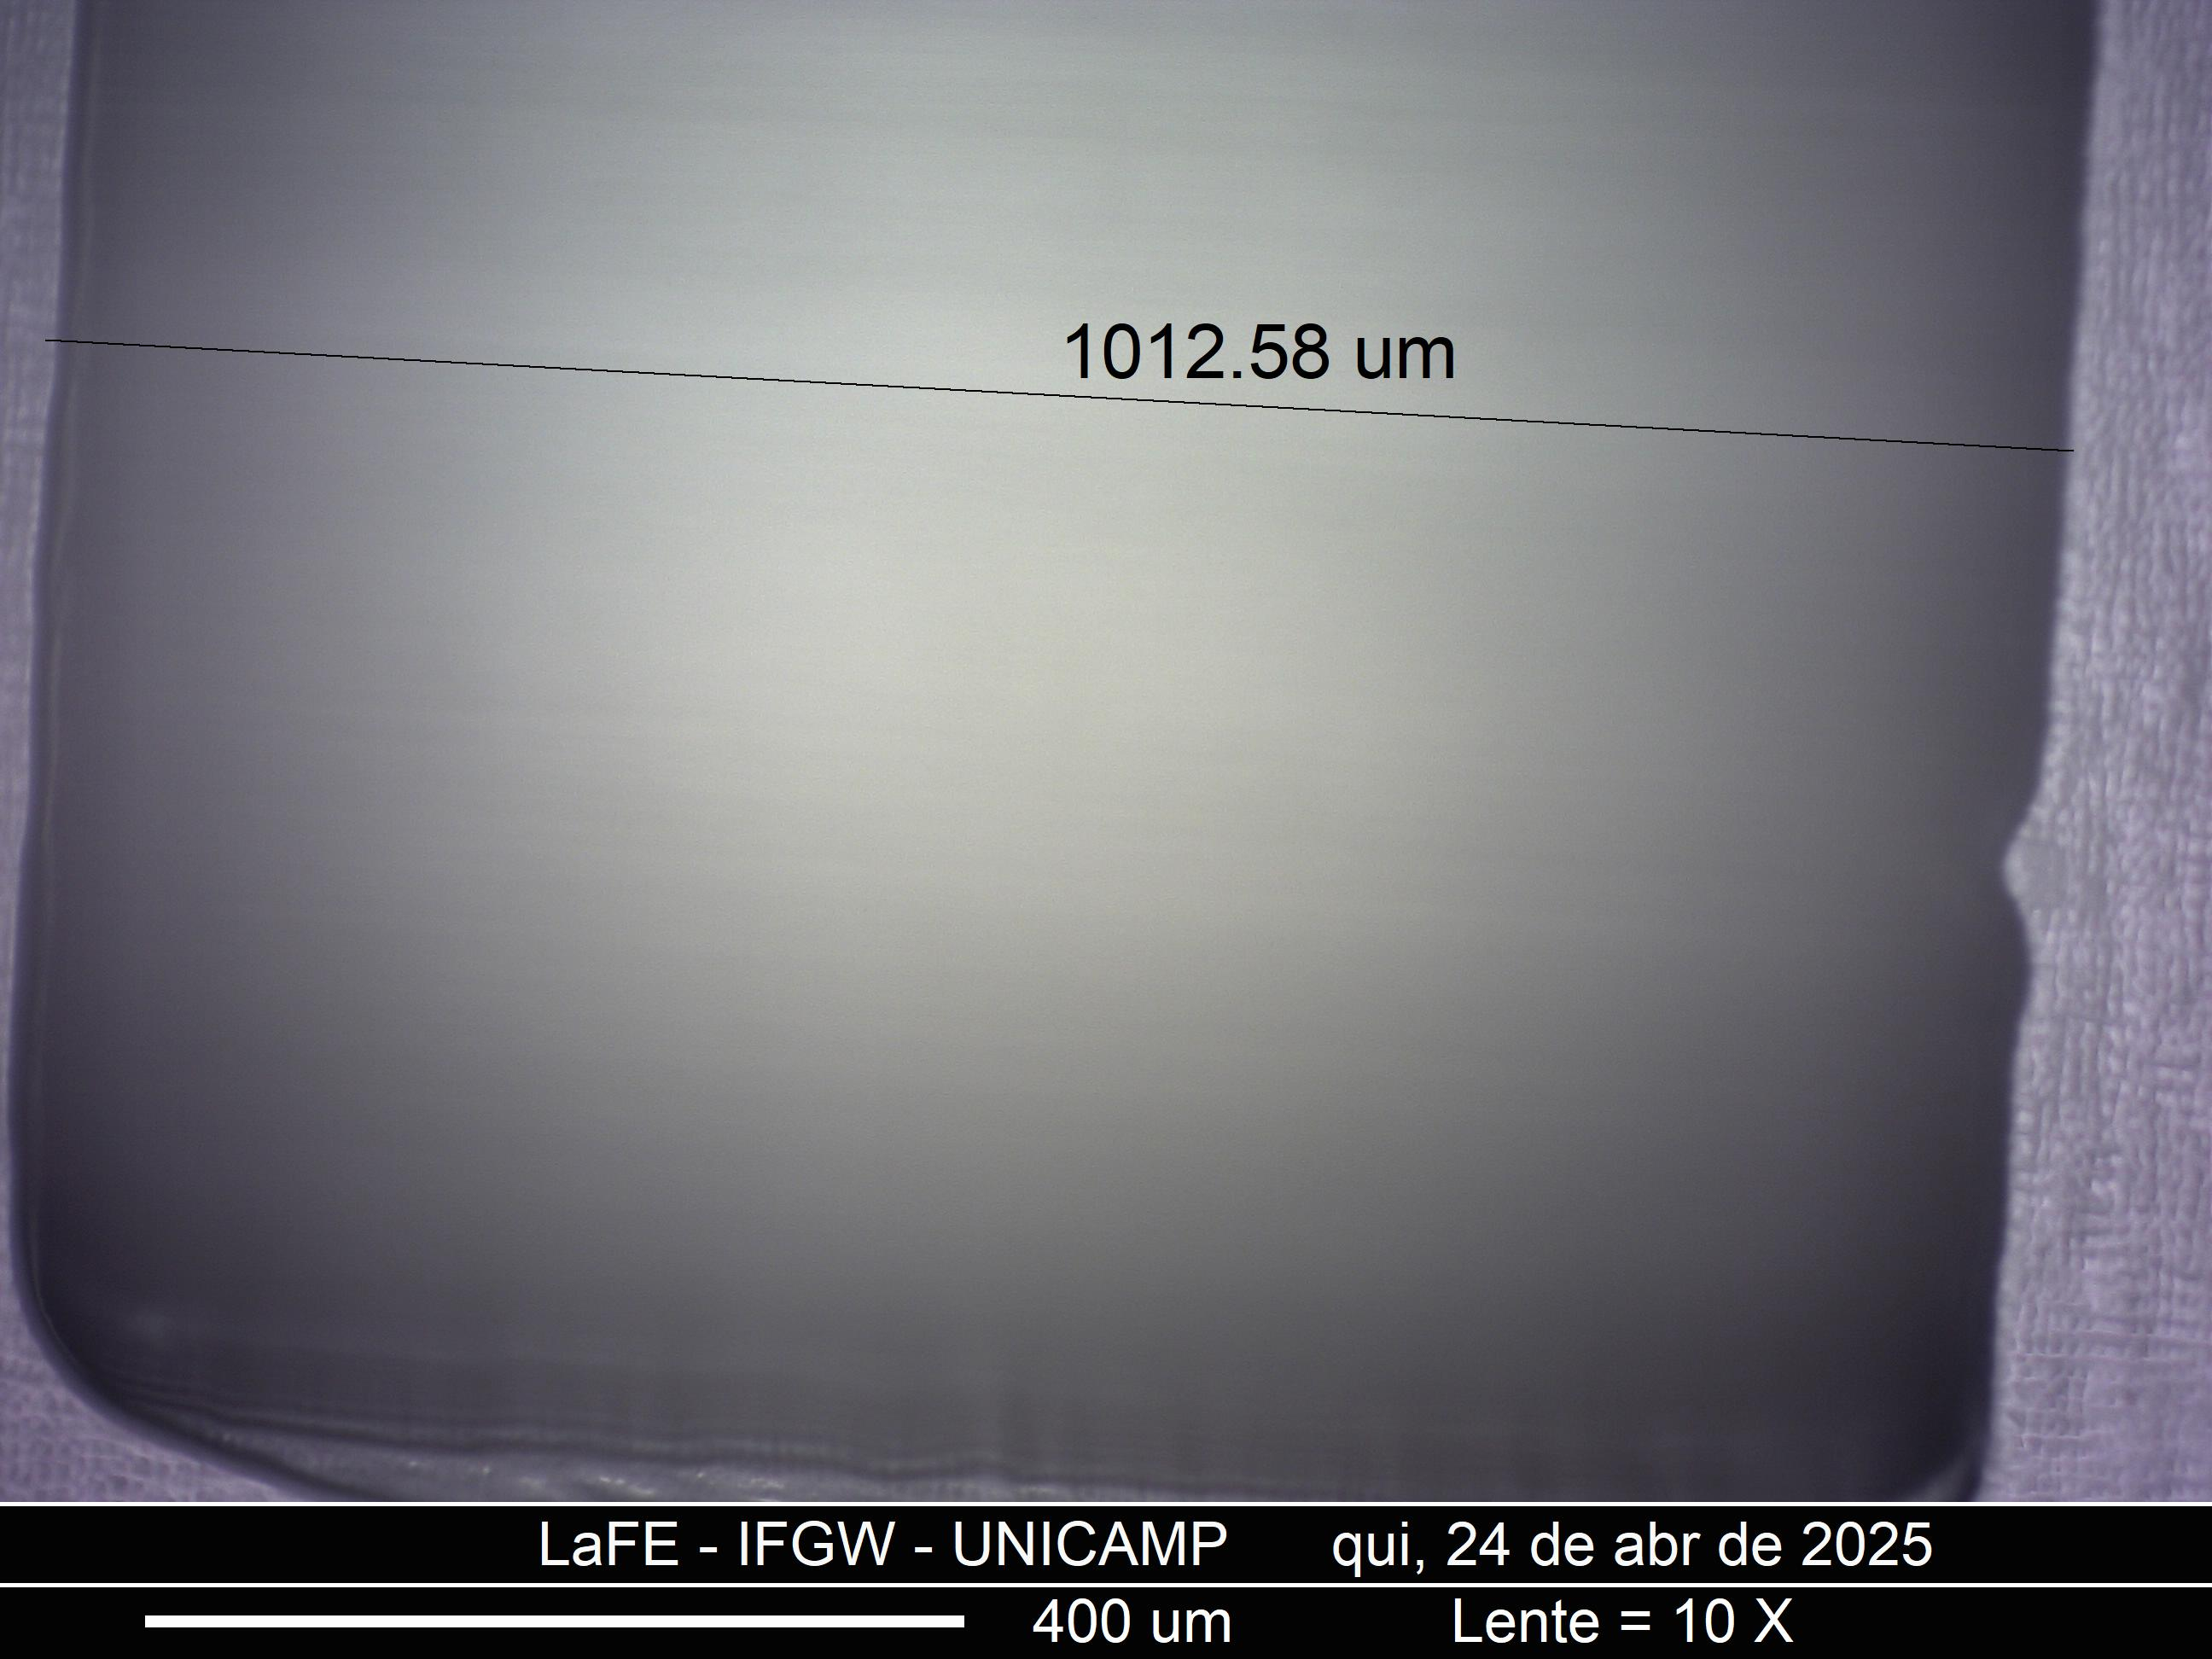 1012.58 um
LaFE - IFGW - UNICAMP qui, 24 de abr de 2025
400 um Lente = 10 X